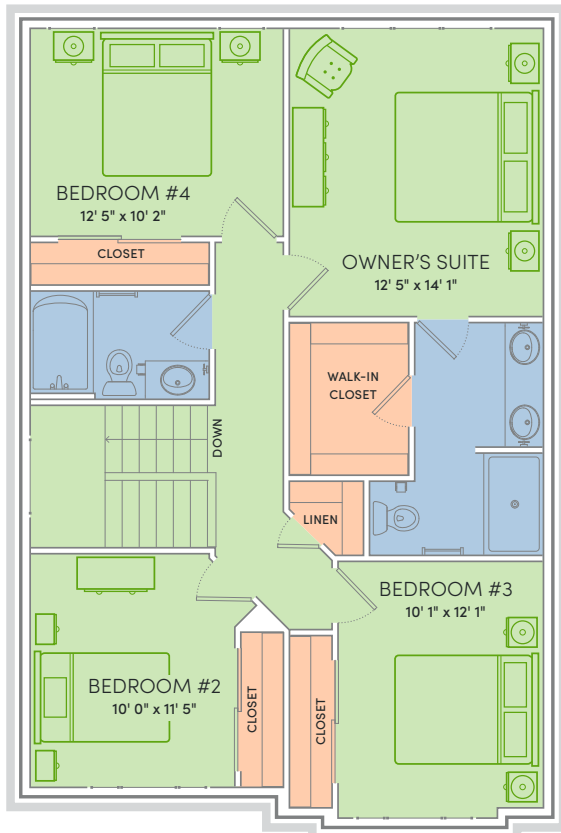 BEDROOM #4
12' 5" x 10' 2"
CLOSET
OWNER'S SUITE
12' 5" x 14' 1"
WALK-IN
CLOSET
DOWN
LINEN
BEDROOM #3
10' 1" x 12' 1"
BEDROOM #2
10' 0" x 11' 5"
CLOSET
CLOSET